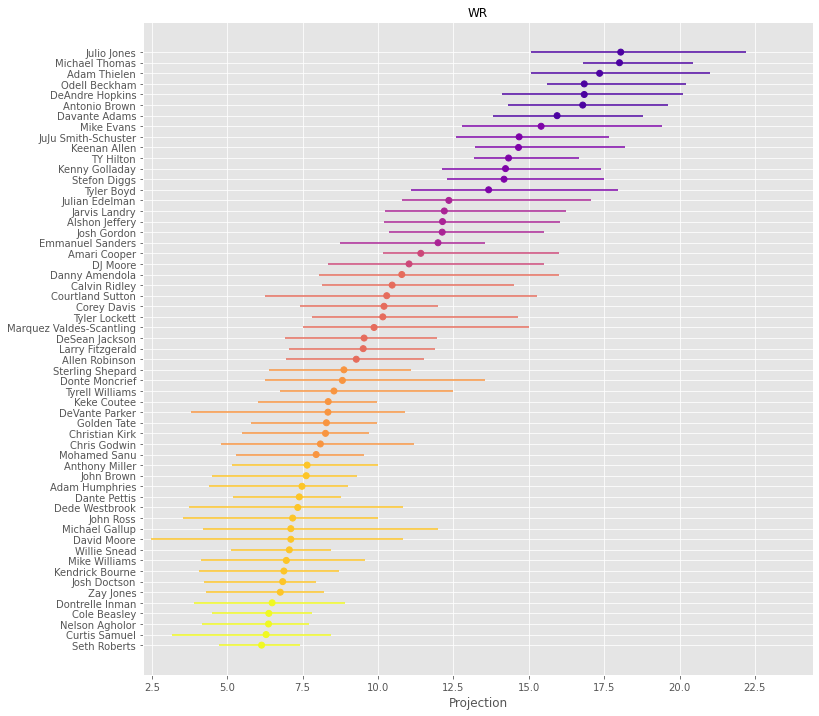 WR
Julio Jones
Michael Thomas
Adam Thielen
Odell Beckham
DeAndre Hopkins
Antonio Brown
Davante Adams
Mike Evans
JuJu Smith-Schuster
Keenan Allen
TY Hilton
Kenny Golladay
Stefon Diggs
Tyler Boyd
Julian Edelman
Jarvis Landry
Alshon Jeffery
Josh Gordon
Emmanuel Sanders
Amari Cooper
DJ Moore
Danny Amendola
Calvin Ridley
Courtland Sutton
Corey Davis
Tyler Lockett
Marquez Valdes-Scantling
DeSean Jackson
Larry Fitzgerald
Allen Robinson
Sterling Shepard
Donte Moncrief
Tyrell Williams
Keke Coutee
DeVante Parker
Golden Tate
Christian Kirk
Chris Godwin
Mohamed Sanu
Anthony Miller
John Brown
Adam Humphries
Dante Pettis
Dede Westbrook
John Ross
Michael Gallup
David Moore
Willie Snead
Mike Williams
Kendrick Bourne
Josh Doctson
Zay Jones
Dontrelle Inman
Cole Beasley
Nelson Agholor
Curtis Samuel
Seth Roberts
2.5 5.0 7.5 10.0 12.5 15.0 17.5 20.0 22.5
Projection